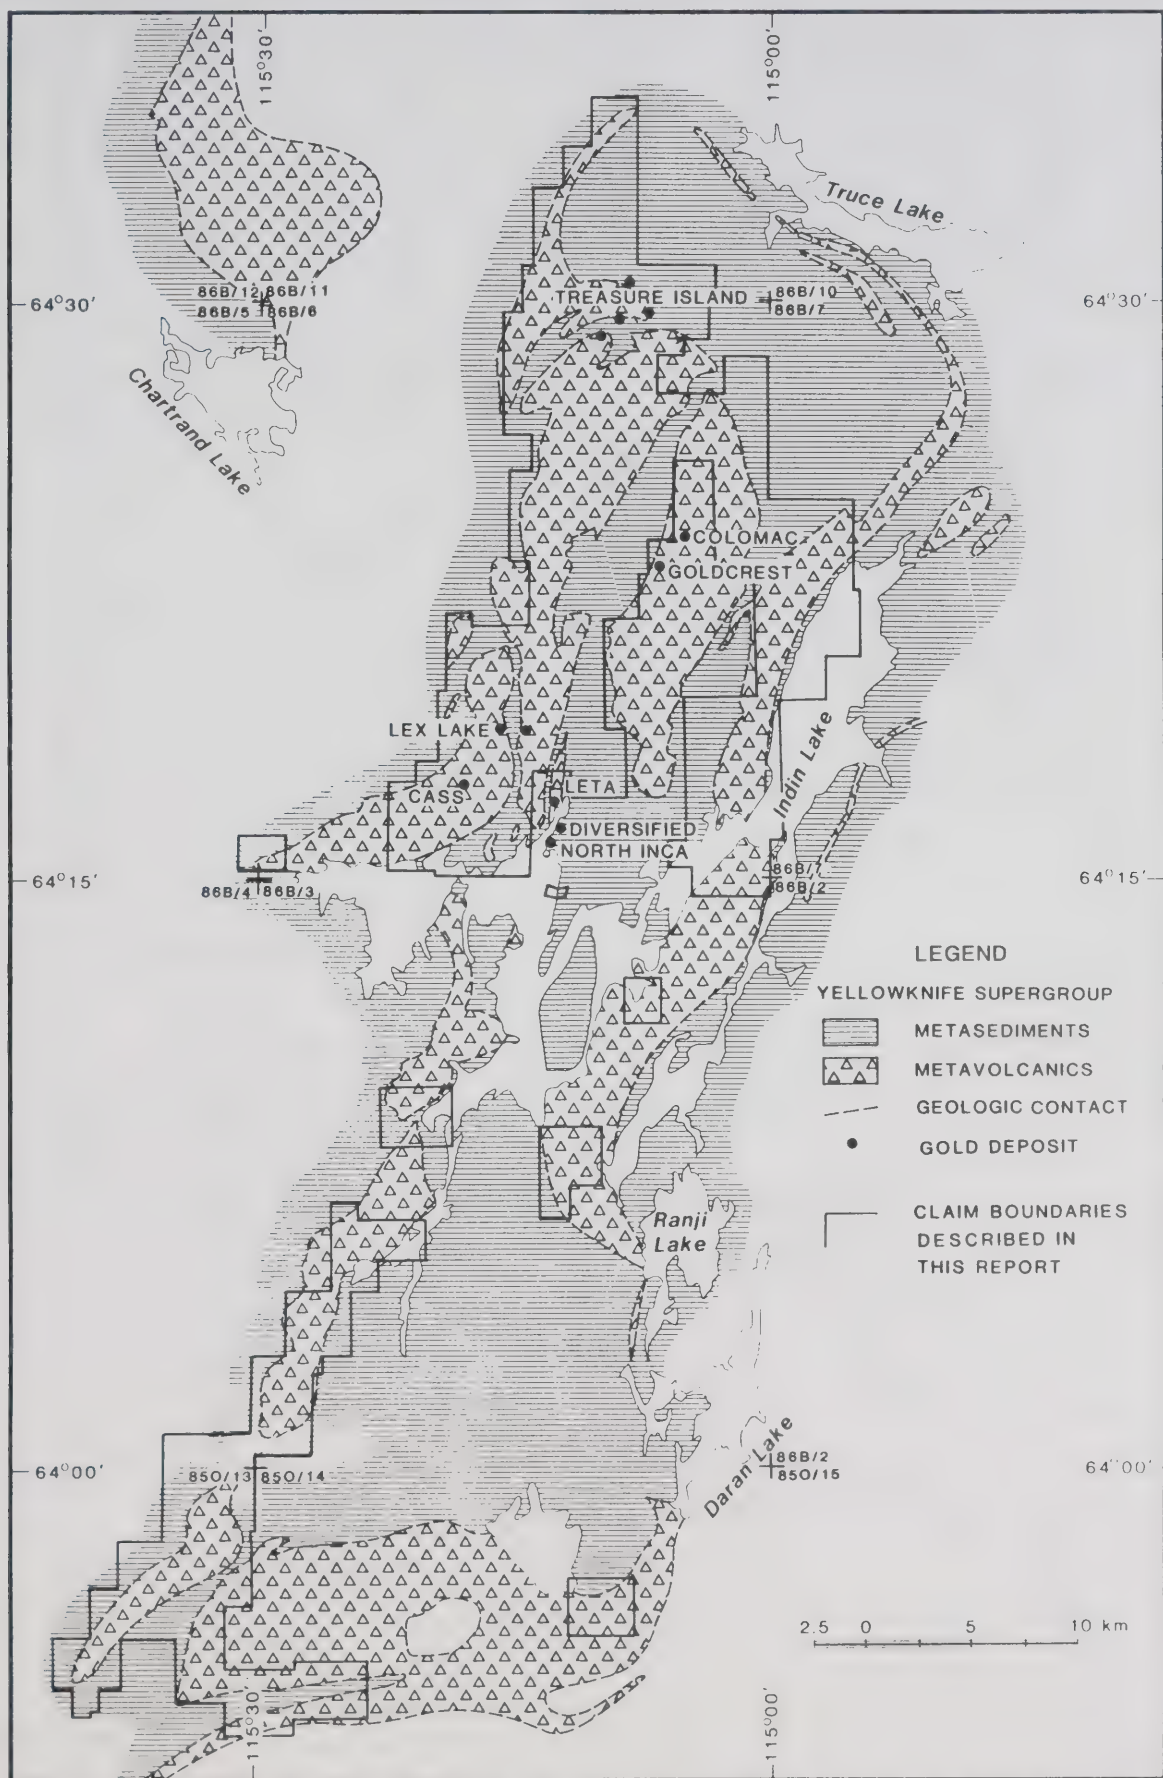 115°30'
115°00'
Truce Lake
86B/12 86B/11
86B/5 86B/6
64°30'
TREASURE ISLAND
86B/10
86B/7
64°30'
Chartrand Lake
COLOMAC
GOLDCREST
LEX LAKE
Indin Lake
CASS
LETA
DIVERSIFIED
NORTH INCA
64°15'
86B/4 86B/3
86B/7
86B/2
64°15'
LEGEND
YELLOWKNIFE SUPERGROUP
METASEDIMENTS
METAVOLCANICS
GEOLOGIC CONTACT
GOLD DEPOSIT
CLAIM BOUNDARIES
DESCRIBED IN
THIS REPORT
Ranji
Lake
Daran Lake
64°00'
85O/13 85O/14
86B/2
85O/15
64°00'
2.5 0 5 10 km
115°30'
115°00'